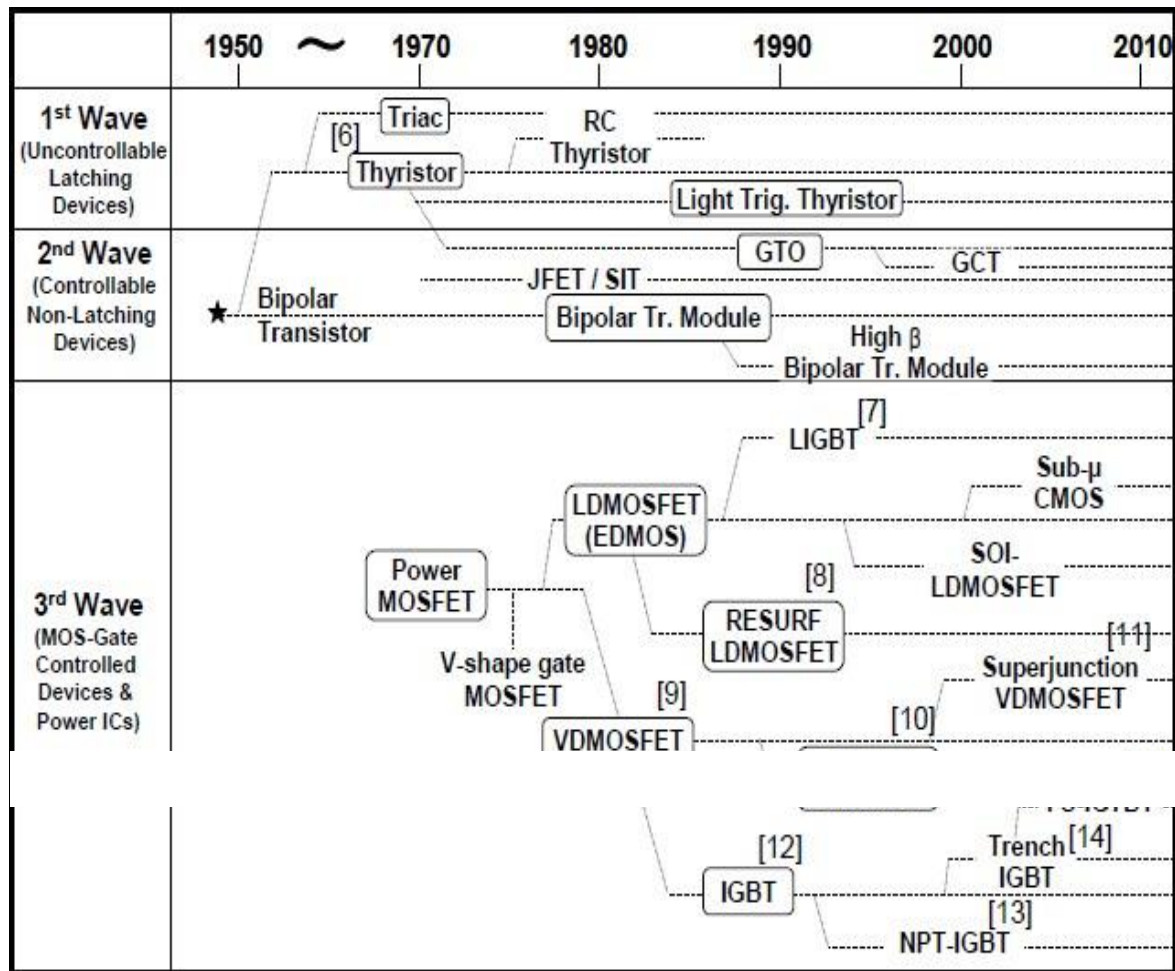 1950 ~ 1970 1980 1990 2000 2010
1st Wave
(Uncontrollable
Latching
Devices)
[6]
Triac
RC
Thyristor
Thyristor
Light Trig. Thyristor
2nd Wave
(Controllable
Non-Latching
Devices)
GTO
GCT
JFET / SIT
★ Bipolar
Transistor
Bipolar Tr. Module
High β
Bipolar Tr. Module
3rd Wave
(MOS-Gate
Controlled
Devices &
Power ICs)
[7]
LIGBT
Sub-μ
CMOS
LDMOSFET
(EDMOS)
SOI-
LDMOSFET
Power
MOSFET
[8]
RESURF
LDMOSFET
V-shape gate
MOSFET
[11]
Superjunction
VDMOSFET
[9]
[10]
VDMOSFET
[12]
IGBT
Trench [14]
IGBT
[13]
NPT-IGBT